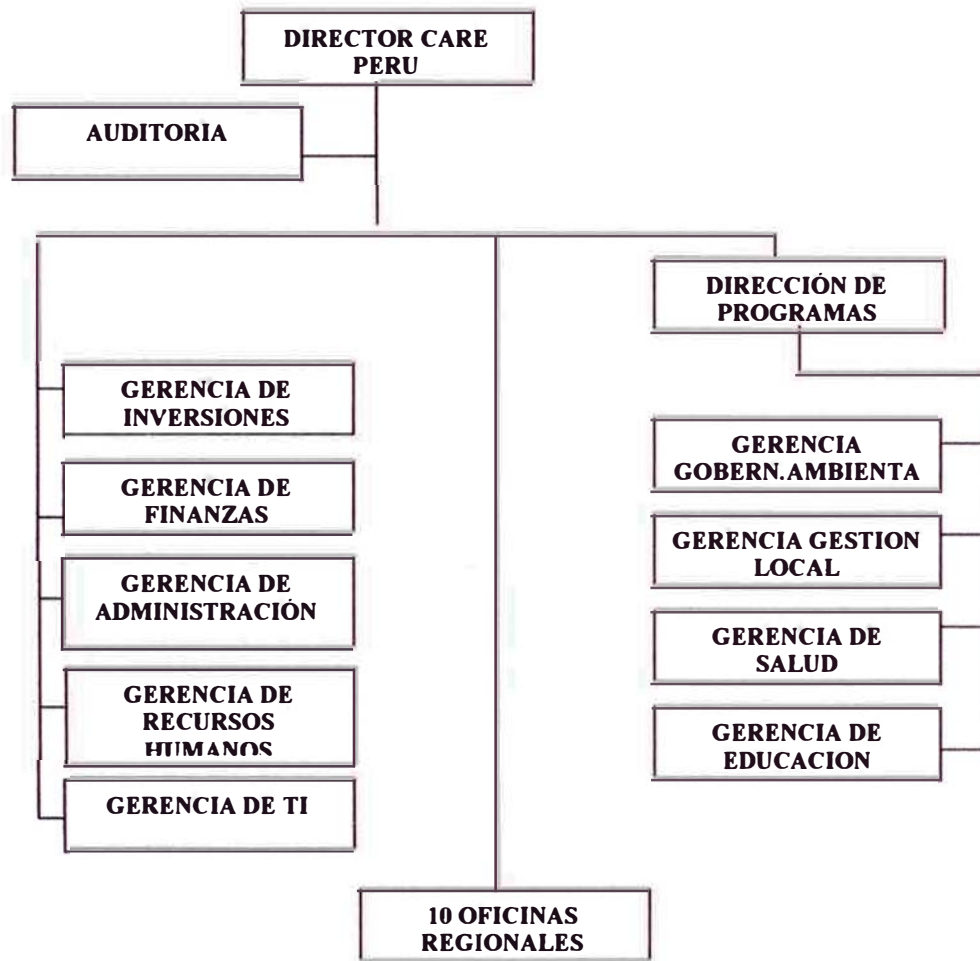 DIRECTOR CARE
PERU
AUDITORIA
DIRECCIÓN DE
PROGRAMAS
GERENCIA DE
INVERSIONES
GERENCIA DE
FINANZAS
GERENCIA DE
ADMINISTRACIÓN
GERENCIA DE
RECURSOS
HUMANOS
GERENCIA DE TI
GERENCIA
GOBERN.AMBIENTA
GERENCIA GESTION
LOCAL
GERENCIA DE
SALUD
GERENCIA DE
EDUCACION
10 OFICINAS
REGIONALES